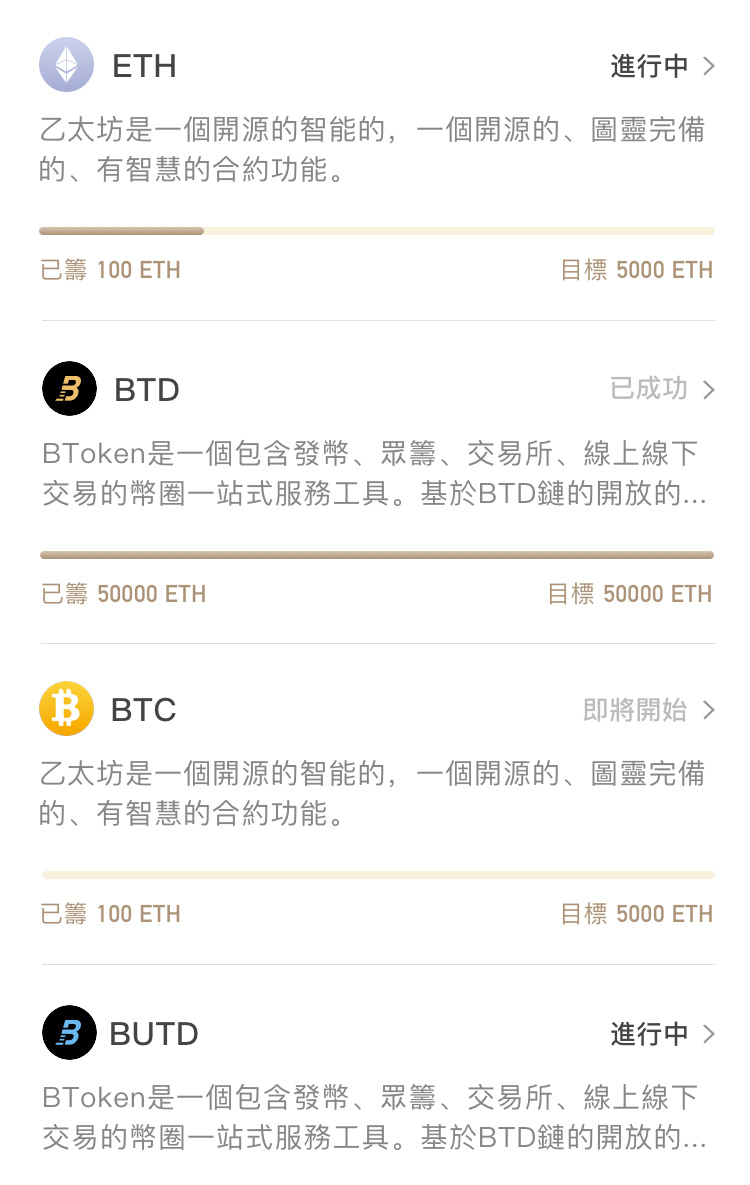 ETH 進行中
乙太坊是一個開源的智能的，一個開源的、圖靈完備
的、有智慧的合約功能。
已籌 100 ETH 目標 5000 ETH
BTD 已成功
BToken是一個包含發幣、眾籌、交易所、線上線下
交易的幣圈一站式服務工具。基於BTD鏈的開放的...
已籌 50000 ETH 目標 50000 ETH
BTC 即將開始
乙太坊是一個開源的智能的，一個開源的、圖靈完備
的、有智慧的合約功能。
已籌 100 ETH 目標 5000 ETH
BUTD 進行中
BToken是一個包含發幣、眾籌、交易所、線上線下
交易的幣圈一站式服務工具。基於BTD鏈的開放的...